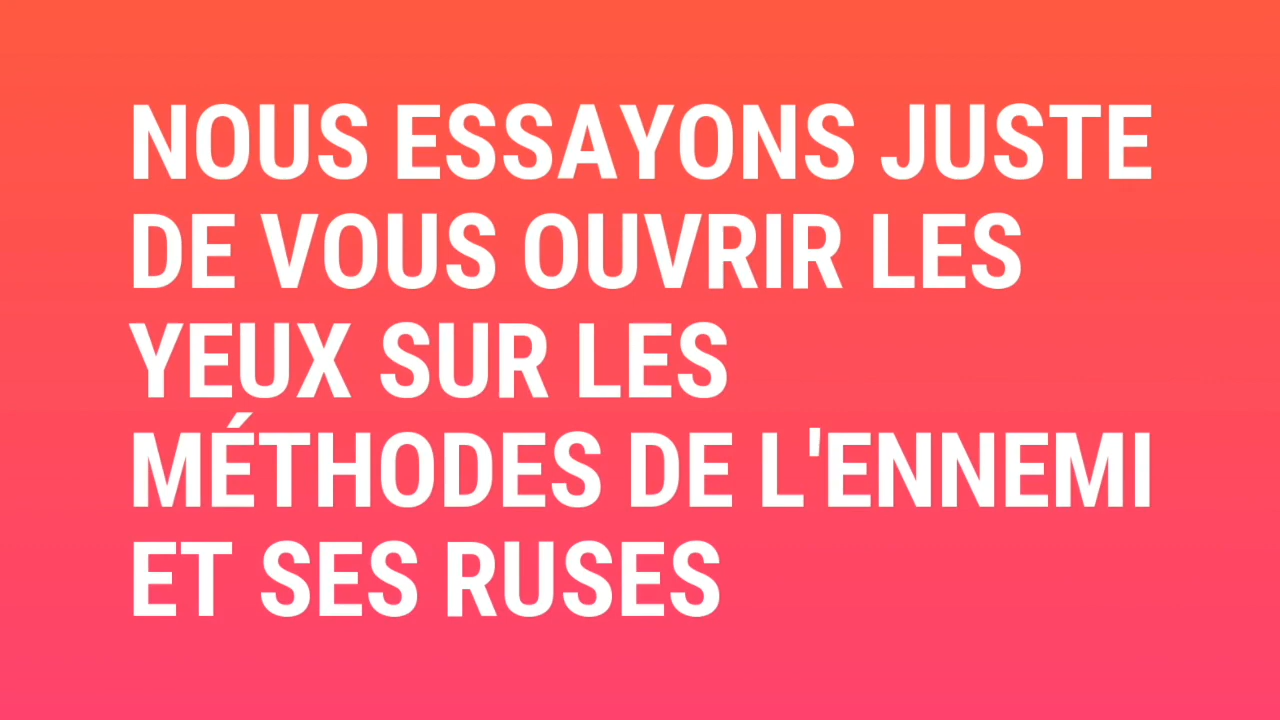 NOUS ESSAYONS JUSTE
DE VOUS OUVRIR LES
YEUX SUR LES
MÉTHODES DE L'ENNEMI
ET SES RUSES